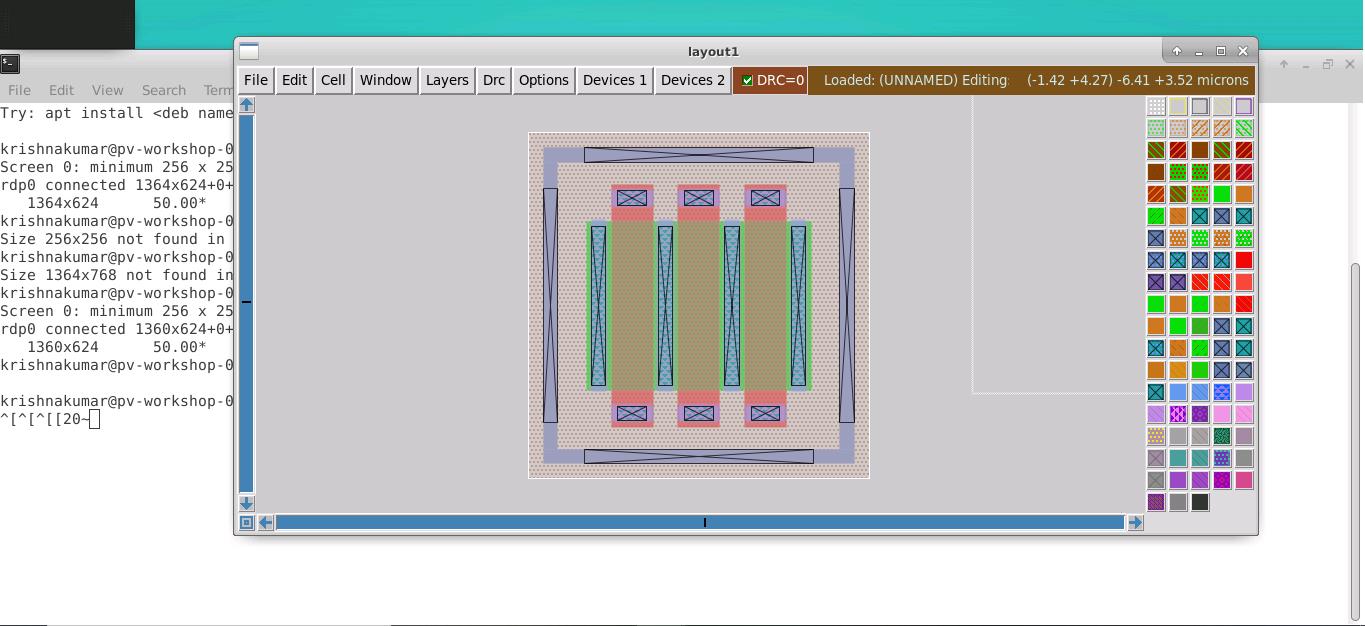 layout1
File Edit Cell Window Layers Drc Options Devices 1 Devices 2 DRC=0 Loaded: (UNNAMED) Editing: (-1.42 +4.27) -6.41 +3.52 microns
File Edit View Search Term
Try: apt install <deb name
krishnakumar@pv-workshop-0
Screen 0: minimum 256 x 25
rdp0 connected 1364x624+0+
1364x624 50.00*
krishnakumar@pv-workshop-0
Size 256x256 not found in
krishnakumar@pv-workshop-0
Size 1364x768 not found in
krishnakumar@pv-workshop-0
Screen 0: minimum 256 x 25
rdp0 connected 1360x624+0+
1360x624 50.00*
krishnakumar@pv-workshop-0
krishnakumar@pv-workshop-0
^[^[^[[20~